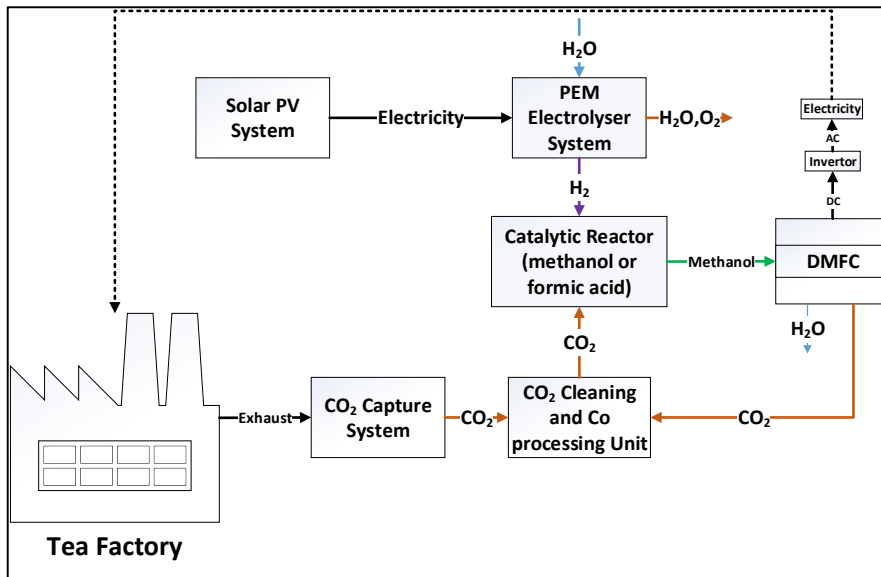 H₂O
Solar PV
System
Electricity
PEM
Electrolyser
System
H₂O,O₂
Electricity
AC
Invertor
DC
H₂
Catalytic Reactor
(methanol or
formic acid)
Methanol
DMFC
H₂O
CO₂
Exhaust
CO₂ Capture
System
CO₂
CO₂ Cleaning
and Co
processing Unit
CO₂
Tea Factory